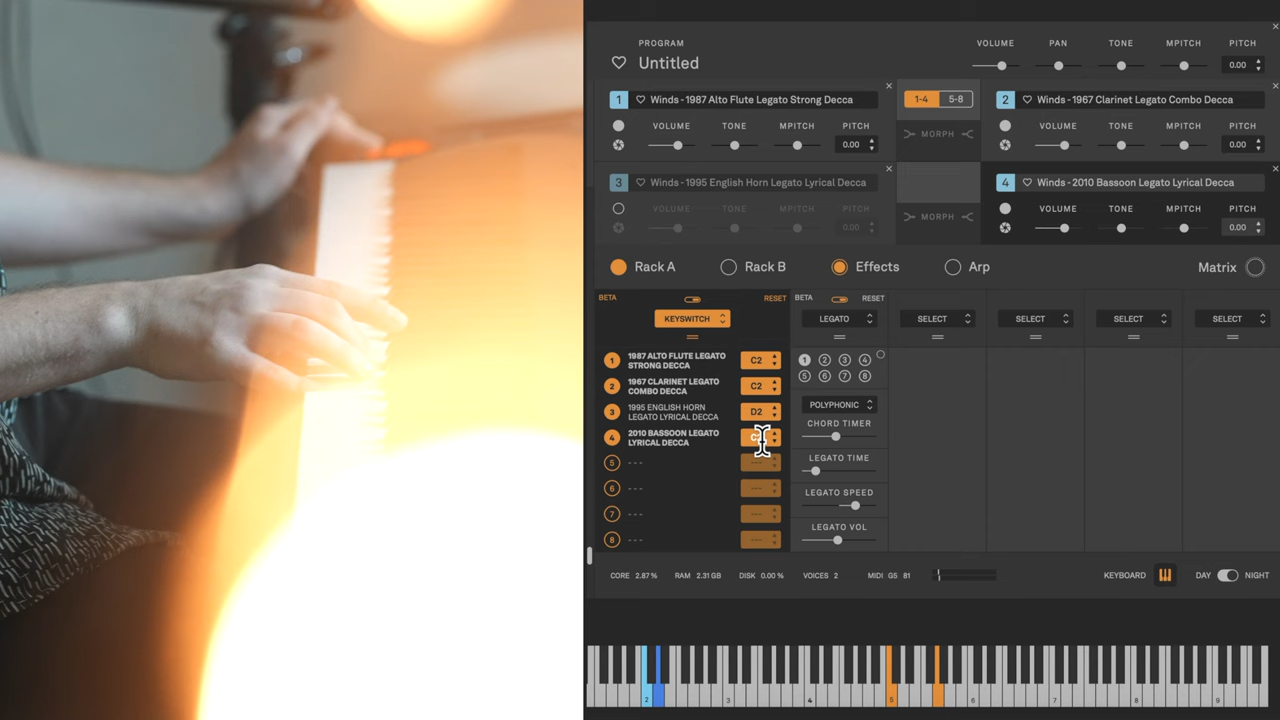 PROGRAM
Untitled
VOLUME PAN TONE MPITCH PITCH
0.00
1 Winds - 1987 Alto Flute Legato Strong Decca
VOLUME TONE MPITCH PITCH
0.00
1-4 5-8
MORPH
2 Winds - 1967 Clarinet Legato Combo Decca
VOLUME TONE MPITCH PITCH
0.00
3 Winds - 1995 English Horn Legato Lyrical Decca
VOLUME TONE MPITCH PITCH
0.00
MORPH
4 Winds - 2010 Bassoon Legato Lyrical Decca
VOLUME TONE MPITCH PITCH
0.00
Rack A Rack B Effects Arp Matrix
BETA RESET
KEYSWITCH
1 1987 ALTO FLUTE LEGATO
STRONG DECCA C2
2 1967 CLARINET LEGATO
COMBO DECCA C2
3 1995 ENGLISH HORN
LEGATO LYRICAL DECCA D2
4 2010 BASSOON LEGATO
LYRICAL DECCA
5 --- ---
6 --- ---
7 --- ---
8 --- ---
BETA RESET
LEGATO
1 2 3 4
5 6 7 8
POLYPHONIC
CHORD TIMER
LEGATO TIME
LEGATO SPEED
LEGATO VOL
SELECT SELECT SELECT SELECT
CORE 2.87 % RAM 2.31 GB DISK 0.00 % VOICES 2 MIDI G5 81
KEYBOARD DAY NIGHT
2 3 4 5 6 7 8 9